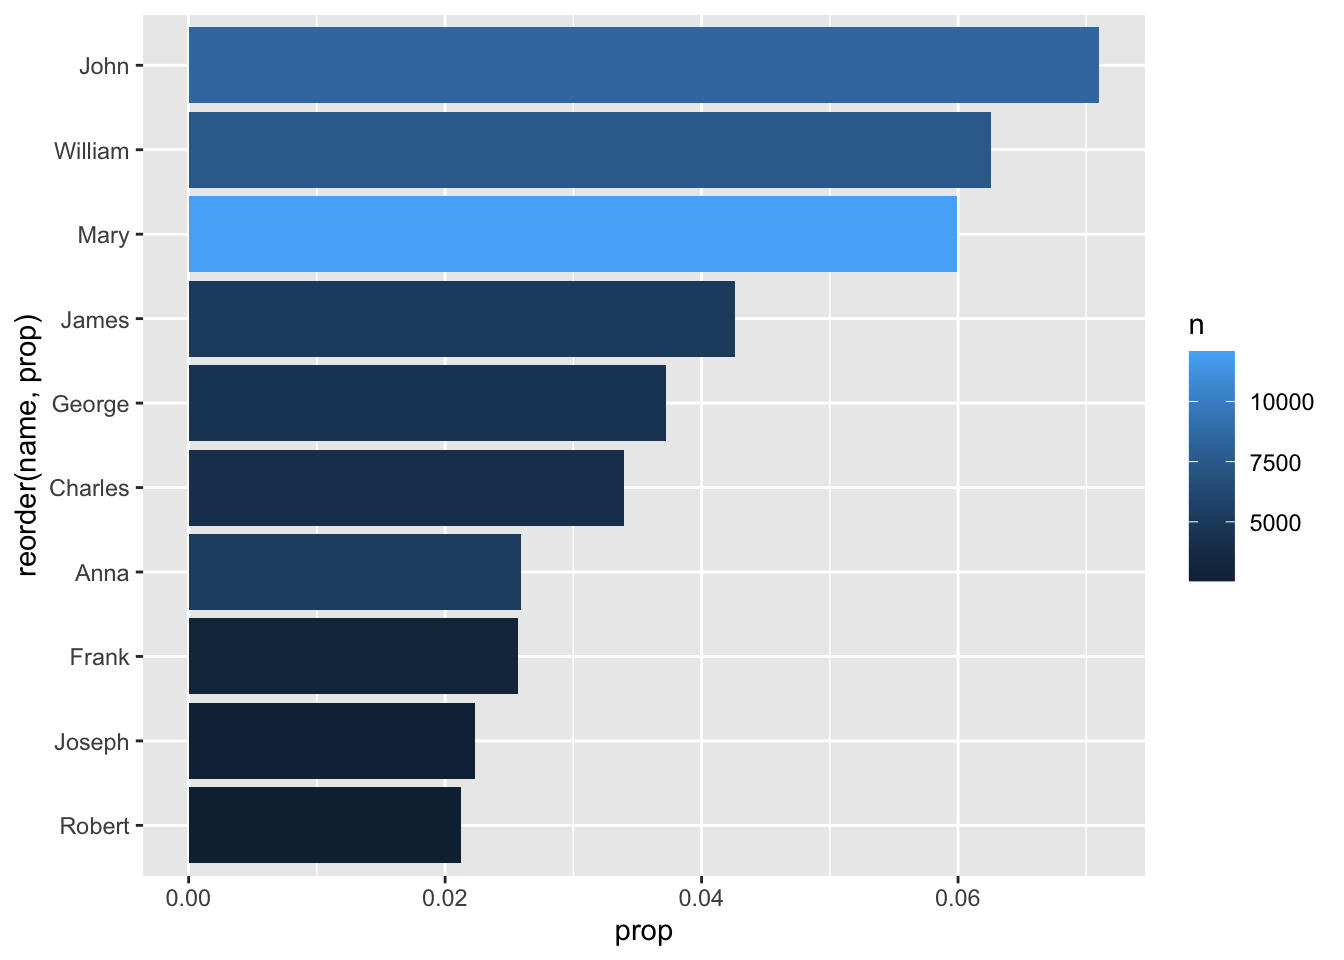 reorder(name, prop)
John
William
Mary
James
George
Charles
Anna
Frank
Joseph
Robert
0.00 0.02 0.04 0.06
prop
n
10000
7500
5000